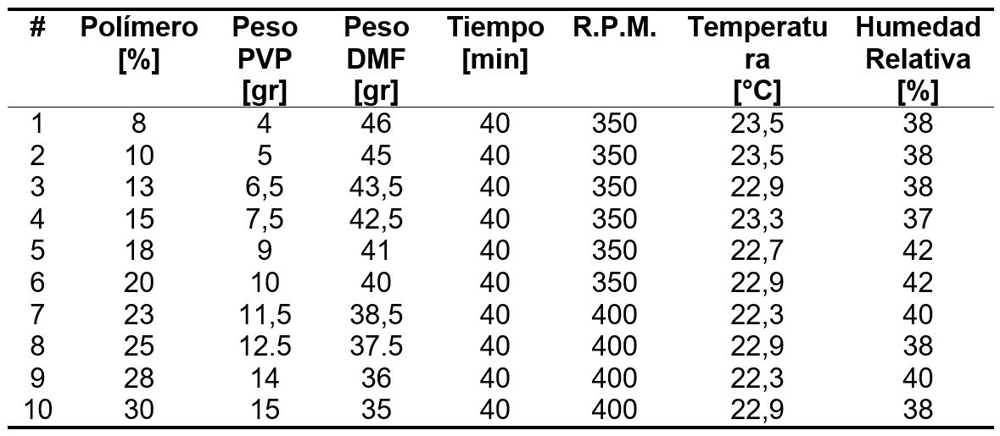 # Polímero Peso Peso Tiempo R.P.M. Temperatu Humedad
[%] PVP DMF [min] ra Relativa
[gr] [gr] [°C] [%]
1 8 4 46 40 350 23,5 38
2 10 5 45 40 350 23,5 38
3 13 6,5 43,5 40 350 22,9 38
4 15 7,5 42,5 40 350 23,3 37
5 18 9 41 40 350 22,7 42
6 20 10 40 40 350 22,9 42
7 23 11,5 38,5 40 400 22,3 40
8 25 12.5 37.5 40 400 22,9 38
9 28 14 36 40 400 22,3 40
10 30 15 35 40 400 22,9 38